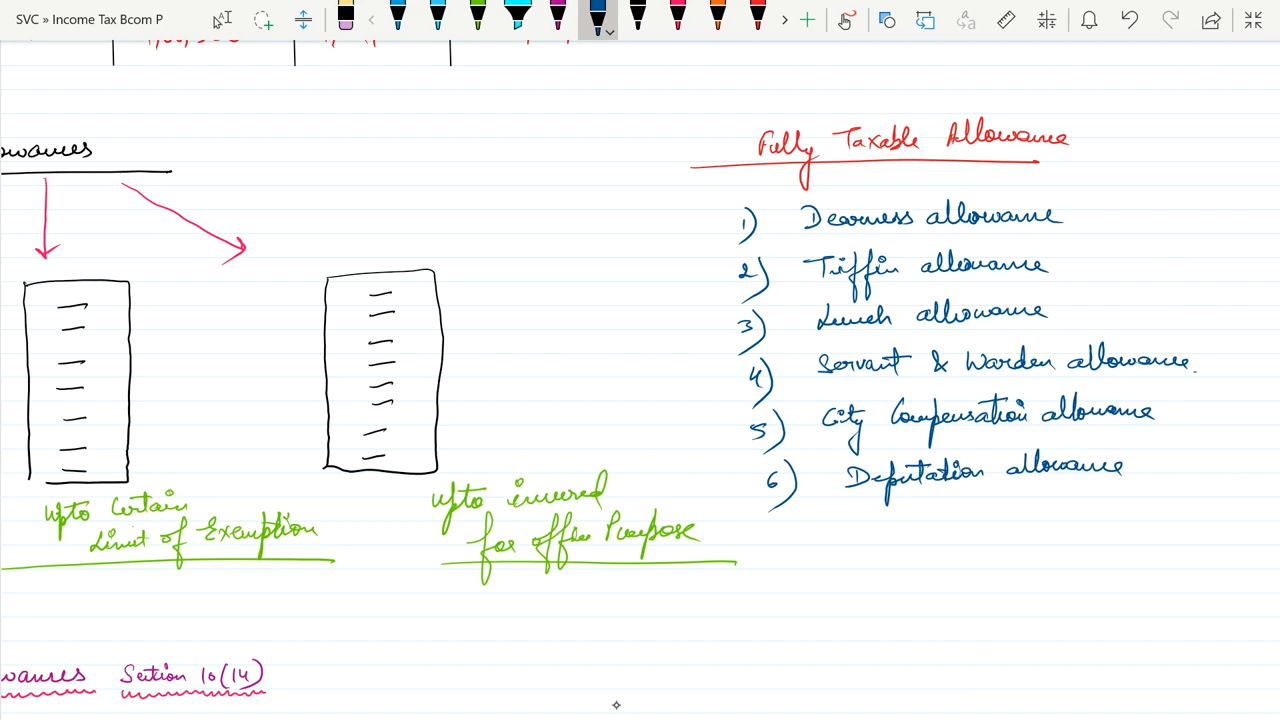 SVC » Income Tax Bcom P
owances
Fully Taxable Allowance
1) Dearness allowance
2) Tiffin allowance
3) Lunch allowance
4) Servant & Warden allowance.
5) City Compensation allowance
6) Deputation allowance
upto Certain
Limit of Exemption
upto incurred
for office Purpose
owances Section 10(14)